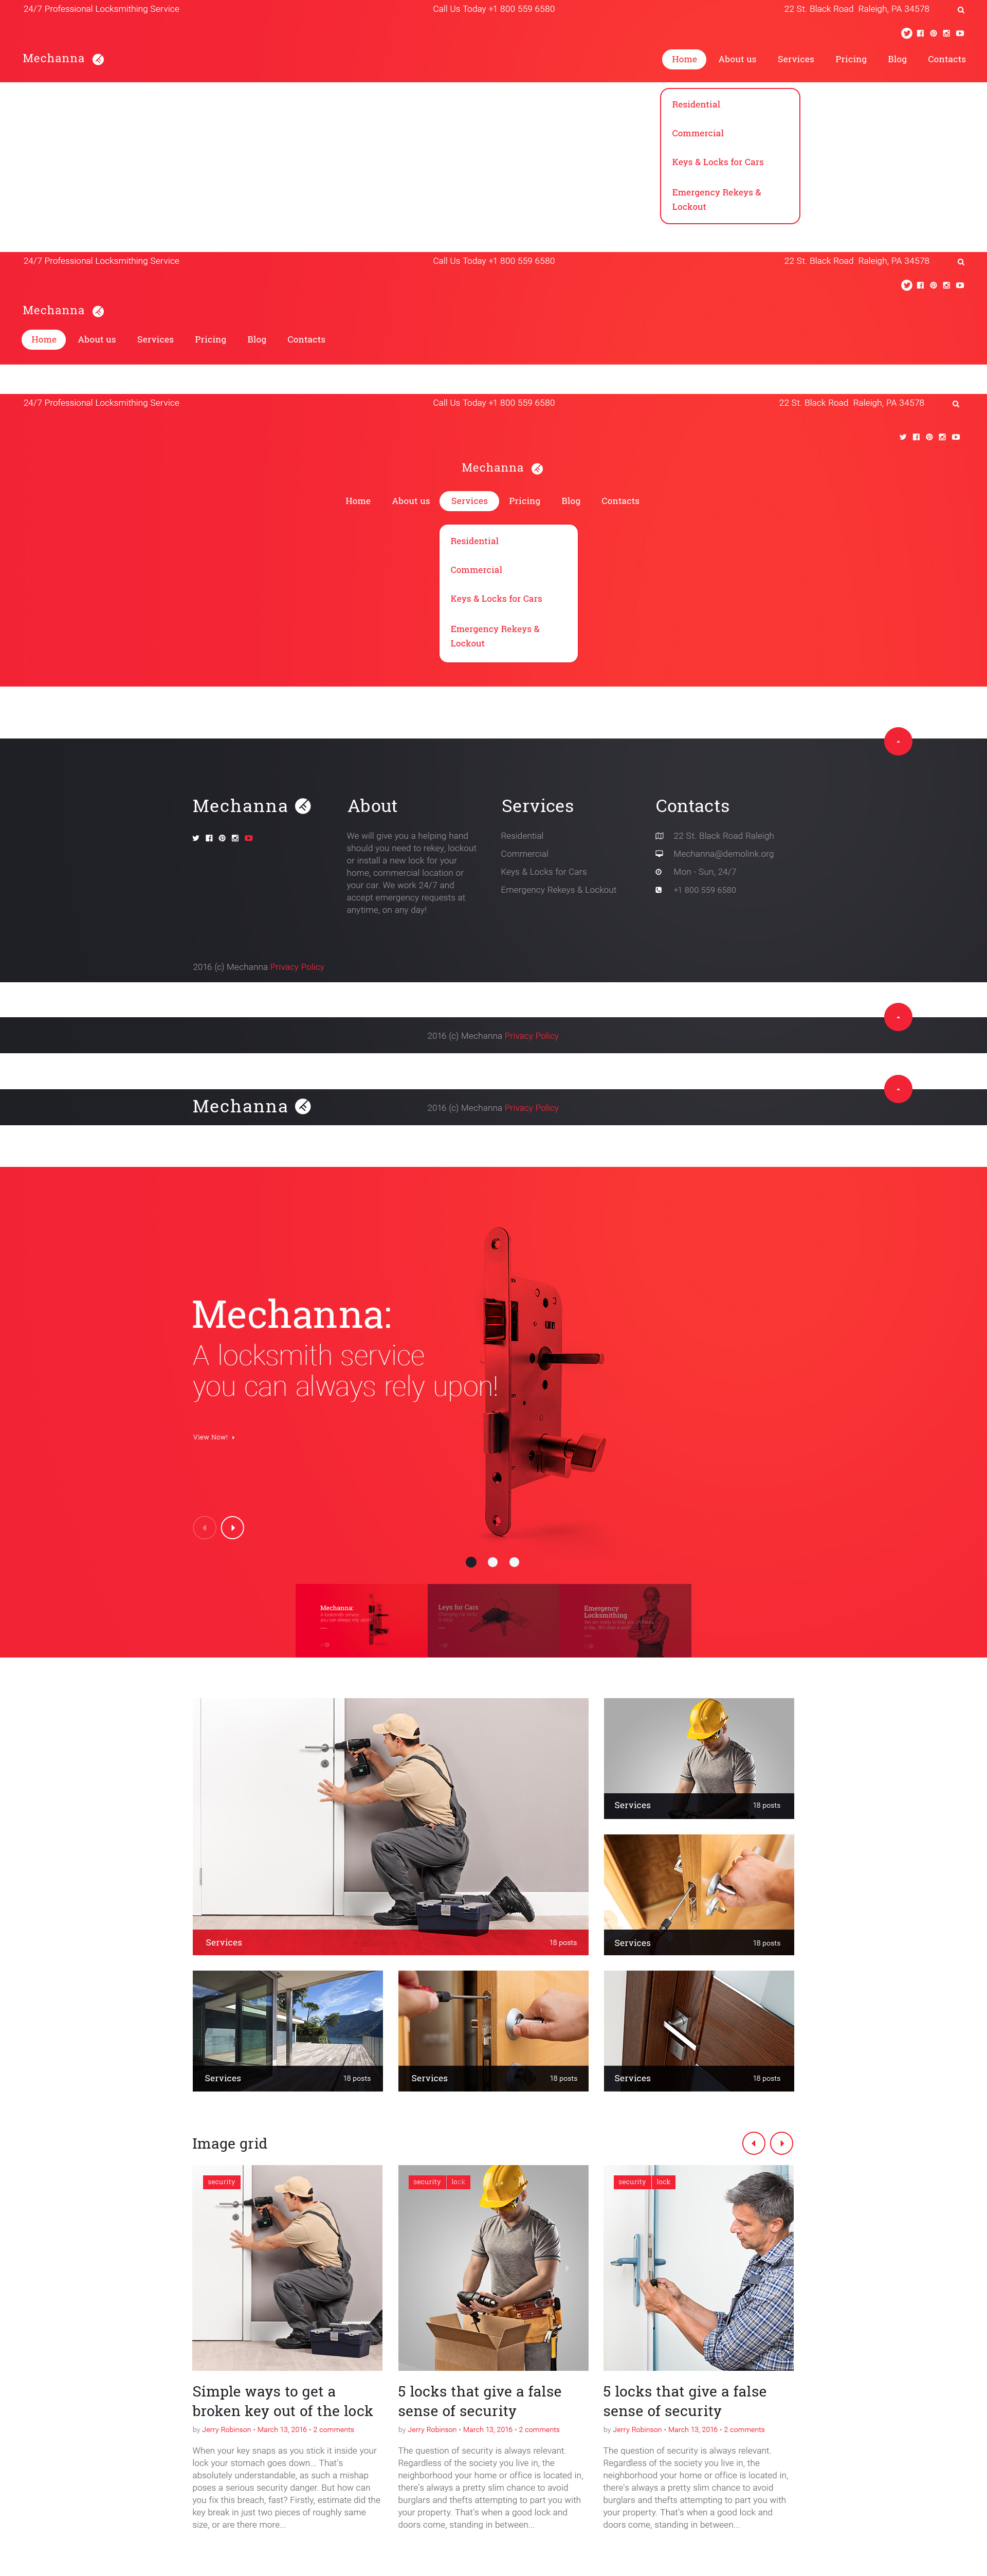 24/7 Professional Locksmithing Service
Call Us Today +1 800 559 6580
22 St. Black Road Raleigh, PA 34578
Mechanna
Home About us Services Pricing Blog Contacts
Residential
Commercial
Keys & Locks for Cars
Emergency Rekeys &
Lockout
24/7 Professional Locksmithing Service
Call Us Today +1 800 559 6580
22 St. Black Road Raleigh, PA 34578
Mechanna
Home About us Services Pricing Blog Contacts
24/7 Professional Locksmithing Service
Call Us Today +1 800 559 6580
22 St. Black Road Raleigh, PA 34578
Mechanna
Home About us Services Pricing Blog Contacts
Residential
Commercial
Keys & Locks for Cars
Emergency Rekeys &
Lockout
Mechanna
About
We will give you a helping hand
should you need to rekey, lockout
or install a new lock for your
home, commercial location or
your car. We work 24/7 and
accept emergency requests at
anytime, on any day!
Services
Residential
Commercial
Keys & Locks for Cars
Emergency Rekeys & Lockout
Contacts
22 St. Black Road Raleigh
Mechanna@demolink.org
Mon - Sun, 24/7
+1 800 559 6580
2016 (c) Mechanna Privacy Policy
2016 (c) Mechanna Privacy Policy
Mechanna
2016 (c) Mechanna Privacy Policy
Mechanna:
A locksmith service
you can always rely upon!
View Now!
Mechanna:
A locksmith service
you can always rely upon!
Leys for Cars
Emergency
Locksmithing
Services 18 posts
Services 18 posts
Services 18 posts
Services 18 posts
Services 18 posts
Services 18 posts
Image grid
security
Simple ways to get a
broken key out of the lock
by Jerry Robinson • March 13, 2016 • 2 comments
When your key snaps as you stick it inside your
lock your stomach goes down... That's
absolutely understandable, as such a mishap
poses a serious security danger. But how can
you fix this breach, fast? Firstly, estimate did the
key break in just two pieces of roughly same
size, or are there more...
security lock
5 locks that give a false
sense of security
by Jerry Robinson • March 13, 2016 • 2 comments
The question of security is always relevant.
Regardless of the society you live in, the
neighborhood your home or office is located in,
there's always a pretty slim chance to avoid
burglars and thefts attempting to part you with
your property. That's when a good lock and
doors come, standing in between...
security lock
5 locks that give a false
sense of security
by Jerry Robinson • March 13, 2016 • 2 comments
The question of security is always relevant.
Regardless of the society you live in, the
neighborhood your home or office is located in,
there's always a pretty slim chance to avoid
burglars and thefts attempting to part you with
your property. That's when a good lock and
doors come, standing in between...